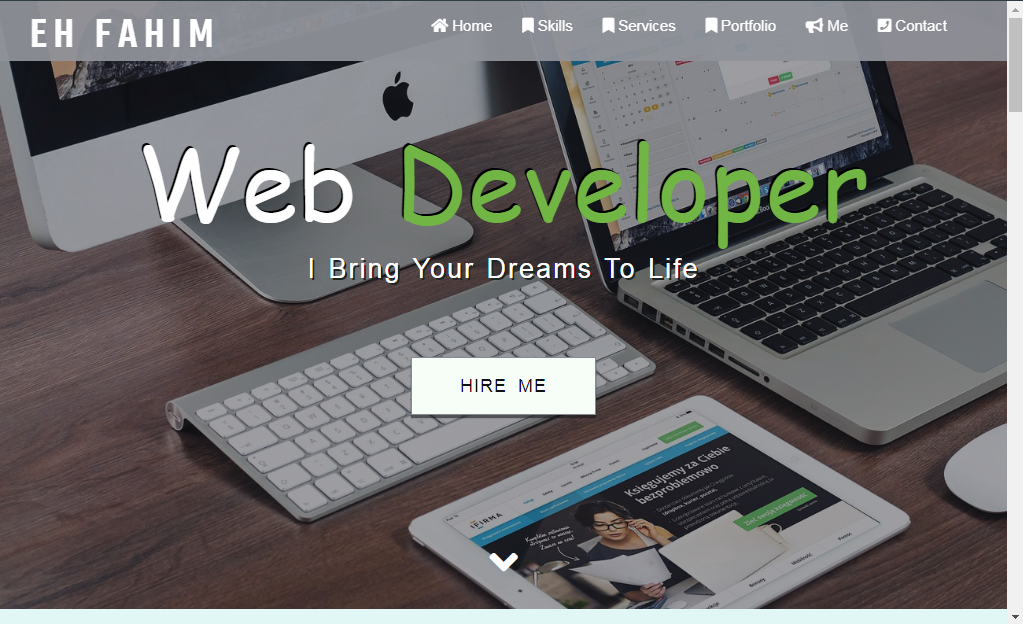 EH FAHIM
Home Skills Services Portfolio Me Contact
Web Developer
I Bring Your Dreams To Life
HIRE ME
Księgujemy za Ciebie
bezproblemowo
IFIRMA